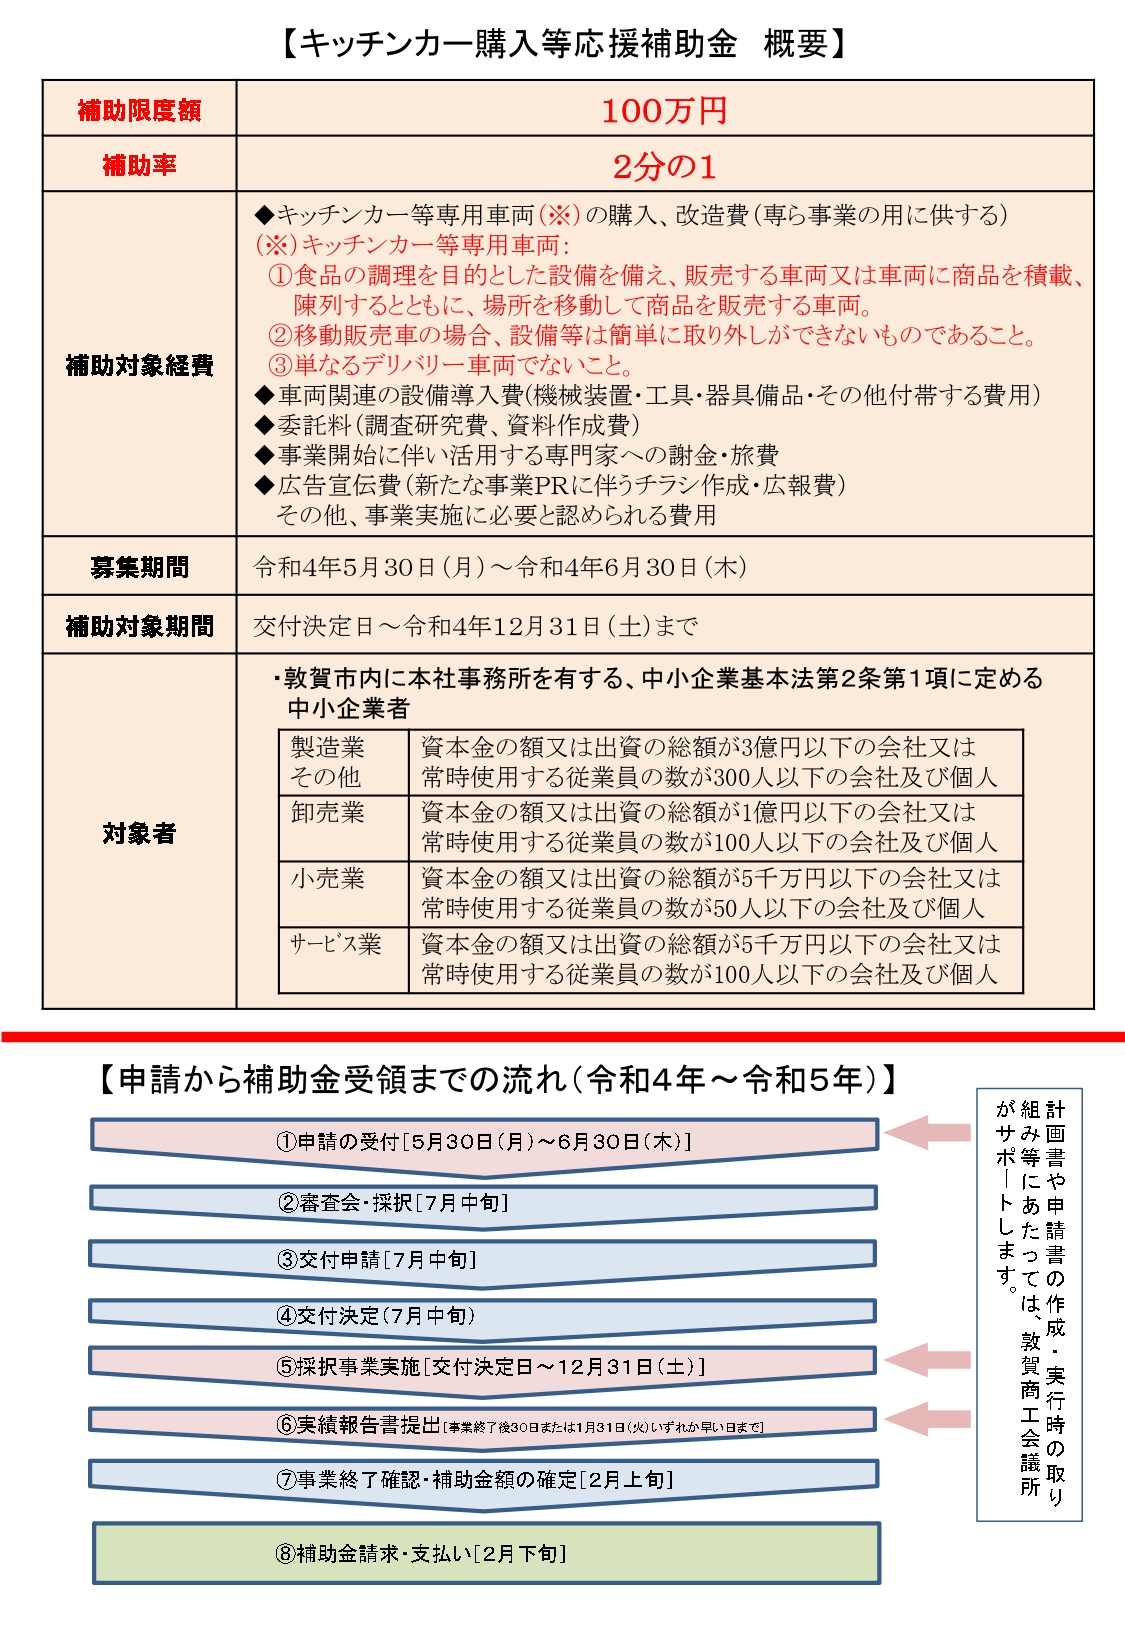 【キッチンカー購入等応援補助金 概要】
補助限度額
100万円
補助率
2分の1
補助対象経費
◆キッチンカー等専用車両(※)の購入、改造費(専ら事業の用に供する)
(※)キッチンカー等専用車両:
①食品の調理を目的とした設備を備え、販売する車両又は車両に商品を積載、
陳列するとともに、場所を移動して商品を販売する車両。
②移動販売車の場合、設備等は簡単に取り外しができないものであること。
③単なるデリバリー車両でないこと。
◆車両関連の設備導入費(機械装置・工具・器具備品・その他付帯する費用)
◆委託料(調査研究費、資料作成費)
◆事業開始に伴い活用する専門家への謝金・旅費
◆広告宣伝費(新たな事業PRに伴うチラシ作成・広報費)
その他、事業実施に必要と認められる費用
募集期間
令和4年5月30日(月)~令和4年6月30日(木)
補助対象期間
交付決定日~令和4年12月31日(土)まで
対象者
・敦賀市内に本社事務所を有する、中小企業基本法第2条第1項に定める
中小企業者
製造業
その他
資本金の額又は出資の総額が3億円以下の会社又は
常時使用する従業員の数が300人以下の会社及び個人
卸売業
資本金の額又は出資の総額が1億円以下の会社又は
常時使用する従業員の数が100人以下の会社及び個人
小売業
資本金の額又は出資の総額が5千万円以下の会社又は
常時使用する従業員の数が50人以下の会社及び個人
サービス業
資本金の額又は出資の総額が5千万円以下の会社又は
常時使用する従業員の数が100人以下の会社及び個人
【申請から補助金受領までの流れ(令和4年~令和5年)】
①申請の受付[5月30日(月)~6月30日(木)]
②審査会・採択[7月中旬]
③交付申請[7月中旬]
④交付決定(7月中旬)
⑤採択事業実施[交付決定日~12月31日(土)]
⑥実績報告書提出[事業終了後30日または1月31日(火)いずれか早い日まで]
⑦事業終了確認・補助金額の確定[2月上旬]
⑧補助金請求・支払い[2月下旬]
計画書や申請書の作成・実行時の取り
組み等にあたっては、敦賀商工会議所
がサポートします。